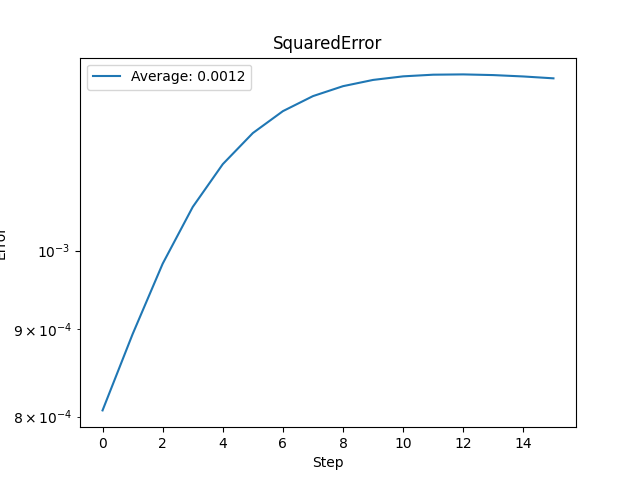 SquaredError
Average: 0.0012
Error
10⁻³
9 × 10⁻⁴
8 × 10⁻⁴
0 2 4 6 8 10 12 14
Step